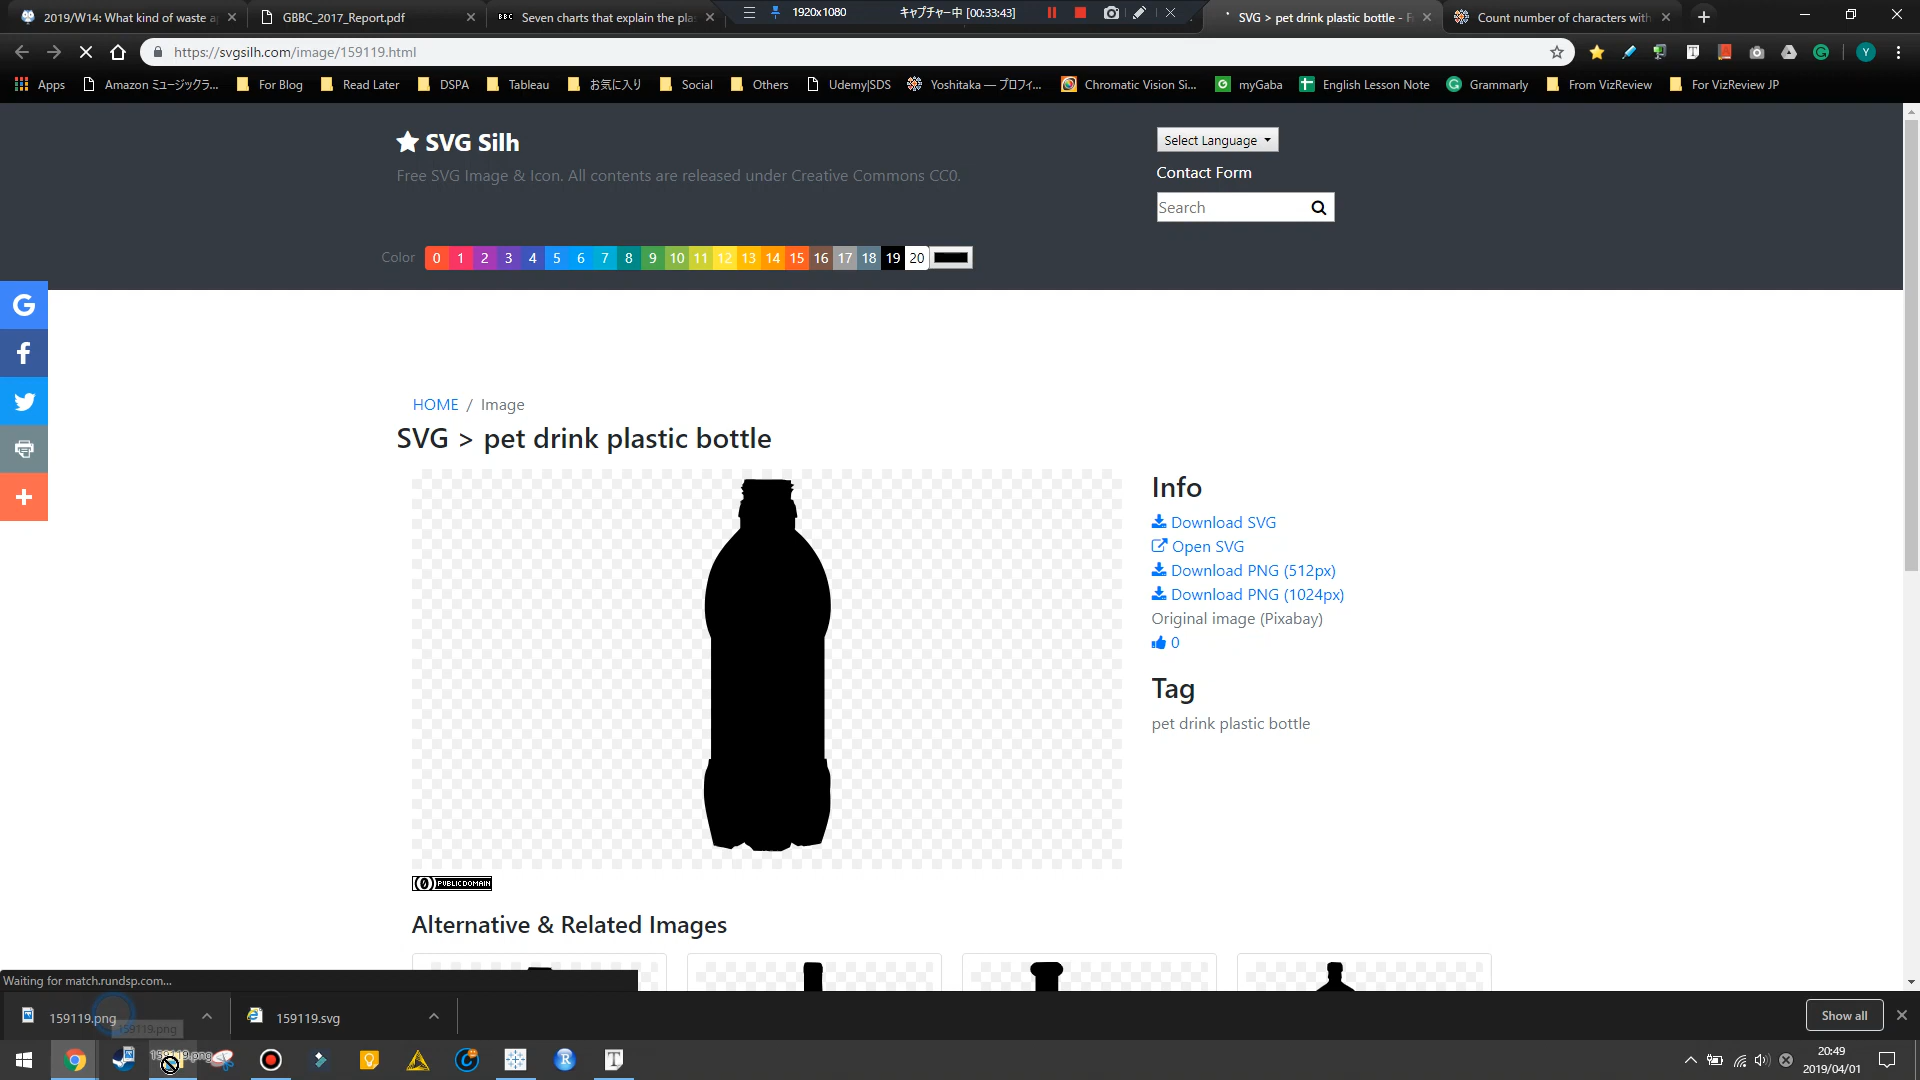 2019/W14: What kind of waste a
GBBC_2017_Report.pdf
BBC Seven charts that explain the pla
1920x1080
キャプチャー中 [00:33:43]
SVG > pet drink plastic bottle - F
Count number of characters with
https://svgsilh.com/image/159119.html
Apps
Amazon ミュージックラ...
For Blog
Read Later
DSPA
Tableau
お気に入り
Social
Others
Udemy|SDS
Yoshitaka — プロフィ...
Chromatic Vision Si...
myGaba
English Lesson Note
Grammarly
From VizReview
For VizReview JP
SVG Silh
Free SVG Image & Icon. All contents are released under Creative Commons CC0.
Select Language
Contact Form
Search
Color 0 1 2 3 4 5 6 7 8 9 10 11 12 13 14 15 16 17 18 19 20
HOME / Image
SVG > pet drink plastic bottle
Info
Download SVG
Open SVG
Download PNG (512px)
Download PNG (1024px)
Original image (Pixabay)
0
Tag
pet drink plastic bottle
PUBLIC DOMAIN
Alternative & Related Images
Waiting for match.rundsp.com...
159119.png
159119.png
159119.svg
Show all
159119.png
20:49
2019/04/01